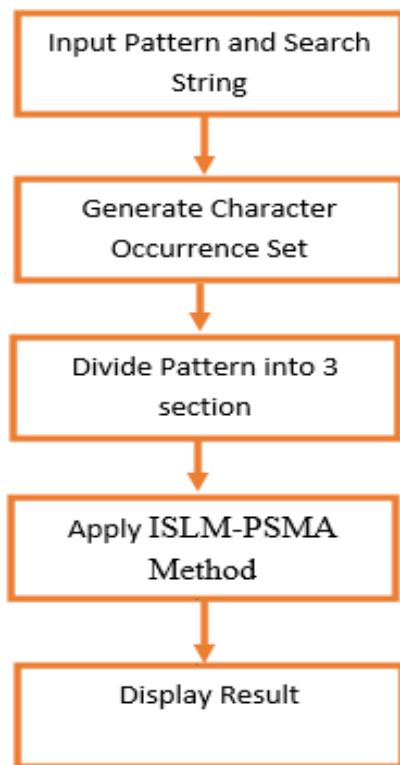 Input Pattern and Search
String
Generate Character
Occurrence Set
Divide Pattern into 3
section
Apply ISLM-PSMA
Method
Display Result